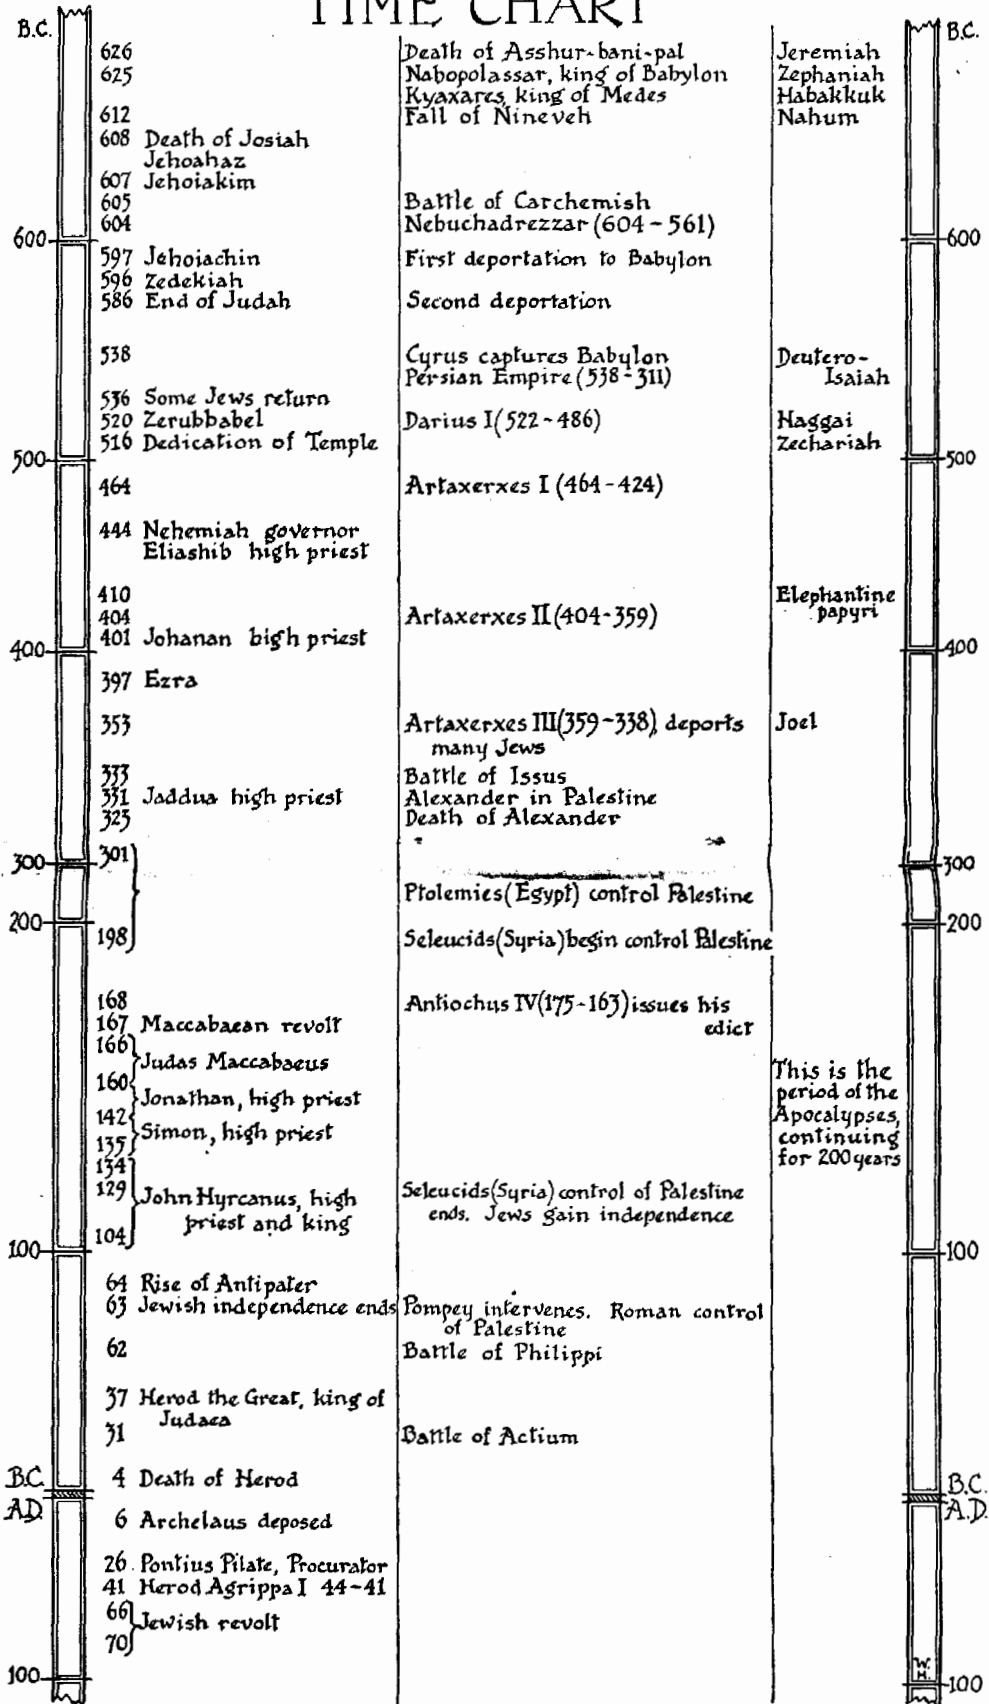 TIME CHART
B.C. B.C.
626 Death of Asshur-bani-pal Jeremiah
625 Nabopolassar, king of Babylon Zephaniah
Kyaxares, king of Medes Habakkuk
612 Fall of Nineveh Nahum
608 Death of Josiah
Jehoahaz
607 Jehoiakim
605 Battle of Carchemish
604 Nebuchadrezzar (604-561)
600 600
597 Jehoiachin First deportation to Babylon
596 Zedekiah
586 End of Judah Second deportation
538 Cyrus captures Babylon Deutero-
Persian Empire (538-311) Isaiah
536 Some Jews return
520 Zerubbabel Darius I (522-486) Haggai
516 Dedication of Temple Zechariah
500 500
464 Artaxerxes I (464-424)
444 Nehemiah governor
Eliashib high priest
410 Elephantine
404 Artaxerxes II (404-359) papyri
401 Johanan high priest
400 400
397 Ezra
353 Artaxerxes III (359-338), deports Joel
many Jews
333 Battle of Issus
331 Jaddua high priest Alexander in Palestine
323 Death of Alexander
301
300 300
Ptolemies (Egypt) control Palestine
200 200
198 Seleucids (Syria) begin control Palestine
168 Antiochus IV (175-163) issues his
167 Maccabaean revolt edict
166
Judas Maccabaeus This is the
160 period of the
Jonathan, high priest Apocalypses,
142 continuing
Simon, high priest for 200 years
135
134
129 John Hyrcanus, high Seleucids (Syria) control of Palestine
priest and king ends. Jews gain independence
104
100 100
64 Rise of Antipater
63 Jewish independence ends Pompey intervenes. Roman control
of Palestine
62 Battle of Philippi
37 Herod the Great, king of
Judaea
31 Battle of Actium
B.C. 4 Death of Herod B.C.
A.D. A.D.
6 Archelaus deposed
26 Pontius Pilate, Procurator
41 Herod Agrippa I 44-41
66
Jewish revolt
70
W.
H.
100 100